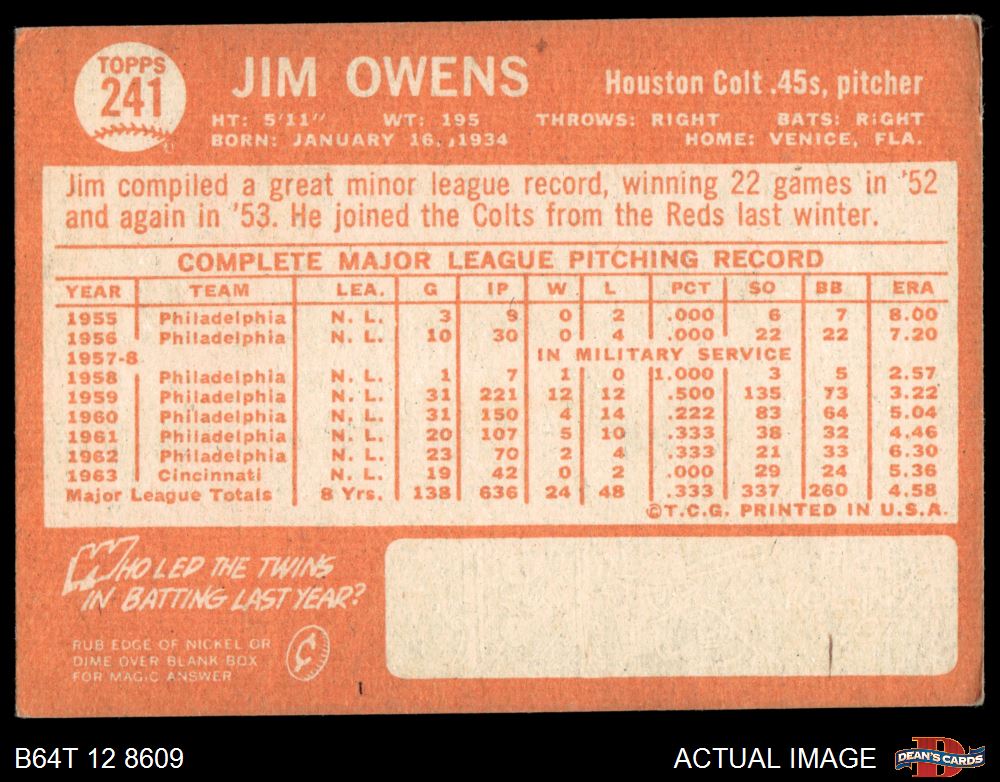 TOPPS
241
JIM OWENS
Houston Colt .45s, pitcher
HT: 5'11" WT: 195 THROWS: RIGHT BATS: RIGHT
BORN: JANUARY 16, 1934 HOME: VENICE, FLA.
Jim compiled a great minor league record, winning 22 games in '52
and again in '53. He joined the Colts from the Reds last winter.
COMPLETE MAJOR LEAGUE PITCHING RECORD
YEAR TEAM LEA. G IP W L PCT SO BB ERA
1955 Philadelphia N. L. 3 9 0 2 .000 6 7 8.00
1956 Philadelphia N. L. 10 30 0 4 .000 22 22 7.20
1957-8 IN MILITARY SERVICE
1958 Philadelphia N. L. 1 7 1 0 1.000 3 5 2.57
1959 Philadelphia N. L. 31 221 12 12 .500 135 73 3.22
1960 Philadelphia N. L. 31 150 4 14 .222 83 64 5.04
1961 Philadelphia N. L. 20 107 5 10 .333 38 32 4.46
1962 Philadelphia N. L. 23 70 2 4 .333 21 33 6.30
1963 Cincinnati N. L. 19 42 0 2 .000 29 24 5.36
Major League Totals 8 Yrs. 138 636 24 48 .333 337 260 4.58
©T.C.G. PRINTED IN U.S.A.
WHO LED THE TWINS
IN BATTING LAST YEAR?
RUB EDGE OF NICKEL OR
DIME OVER BLANK BOX
FOR MAGIC ANSWER
B64T 12 8609
ACTUAL IMAGE
D
DEAN'S CARDS